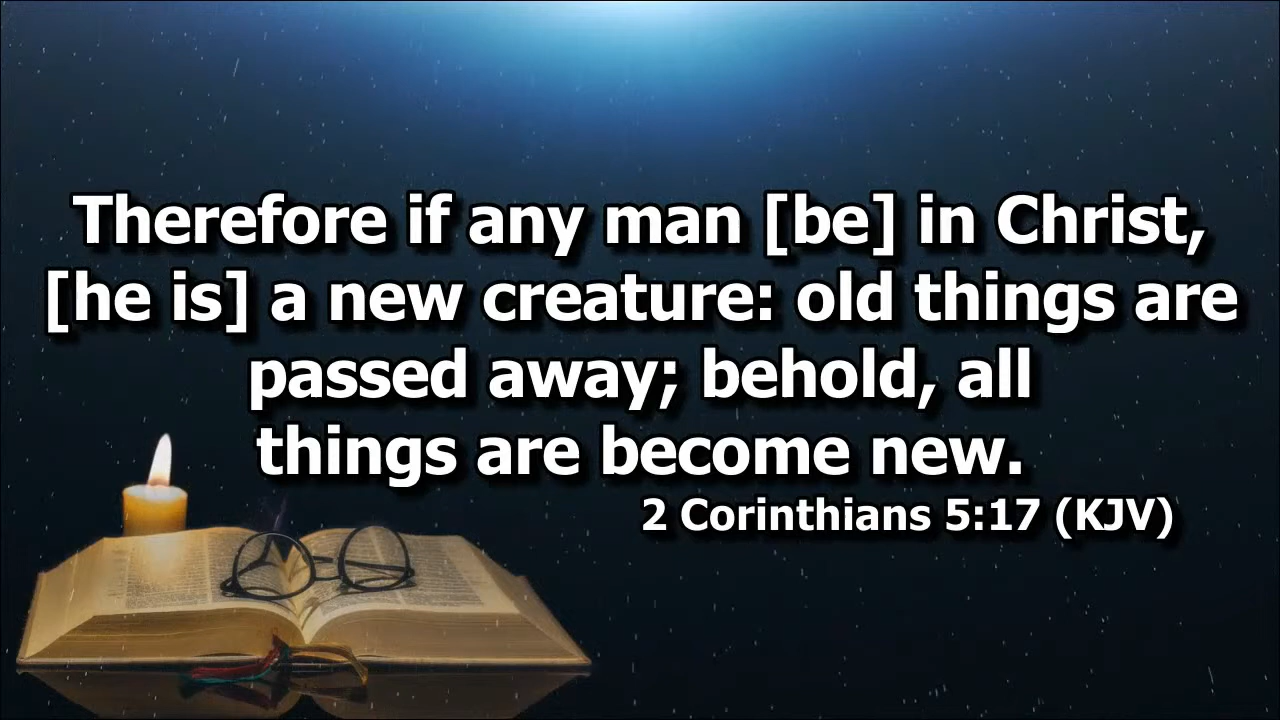 Therefore if any man [be] in Christ,
[he is] a new creature: old things are
passed away; behold, all
things are become new.
2 Corinthians 5:17 (KJV)